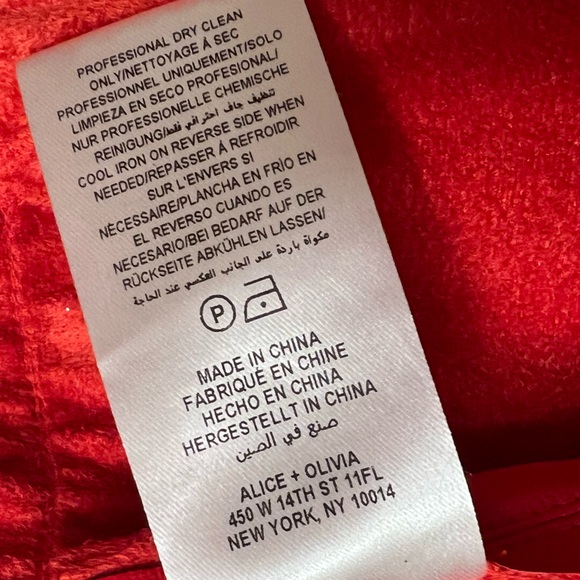 PROFESSIONAL DRY CLEAN
ONLY/NETTOYAGE À SEC
PROFESSIONNEL UNIQUEMENT/SOLO
LIMPIEZA EN SECO PROFESIONAL/
NUR PROFESSIONELLE CHEMISCHE
REINIGUNG/تنظيف جاف احترافي فقط
COOL IRON ON REVERSE SIDE WHEN
NEEDED/REPASSER À REFROIDIR
SUR L'ENVERS SI
NÉCESSAIRE/PLANCHA EN FRÍO EN
EL REVERSO CUANDO ES
NECESARIO/BEI BEDARF AUF DER
RÜCKSEITE ABKÜHLEN LASSEN/
مكواة باردة على الجانب العكسي عند الحاجة
P
MADE IN CHINA
FABRIQUÉ EN CHINE
HECHO EN CHINA
HERGESTELLT IN CHINA
صنع في الصين
ALICE + OLIVIA
450 W 14TH ST 11FL
NEW YORK, NY 10014